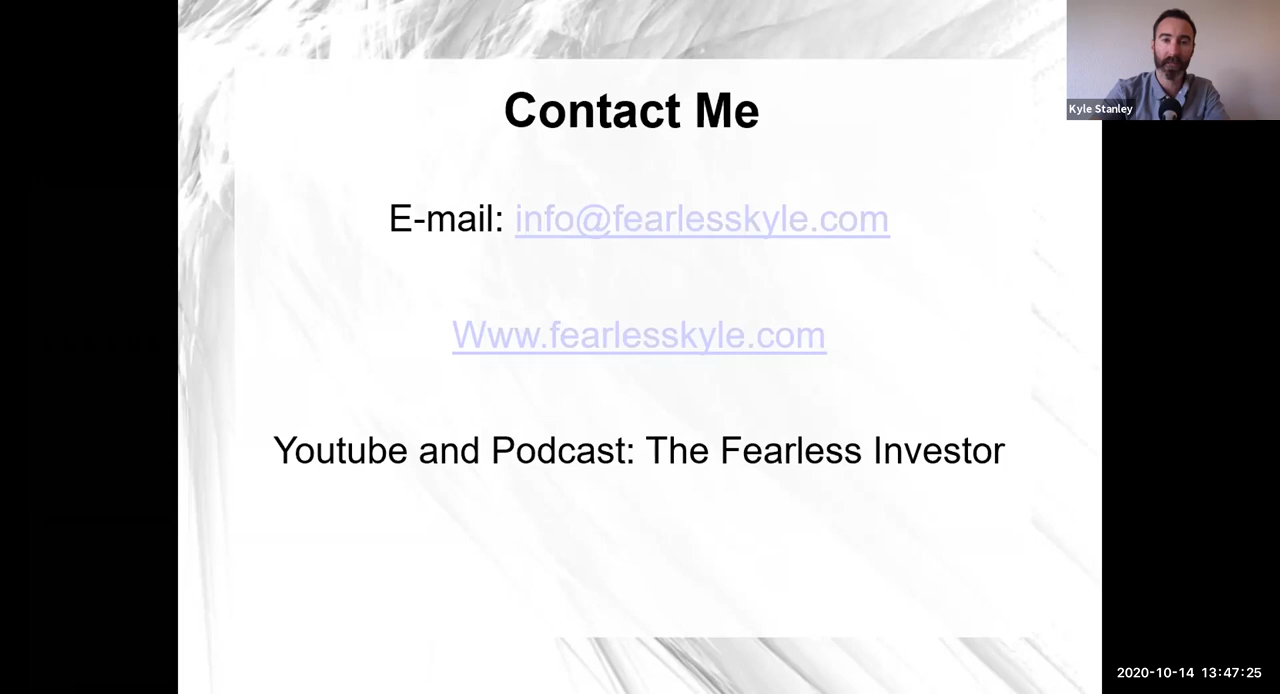 Contact Me
Kyle Stanley
E-mail: info@fearlesskyle.com
Www.fearlesskyle.com
Youtube and Podcast: The Fearless Investor
2020-10-14 13:47:25